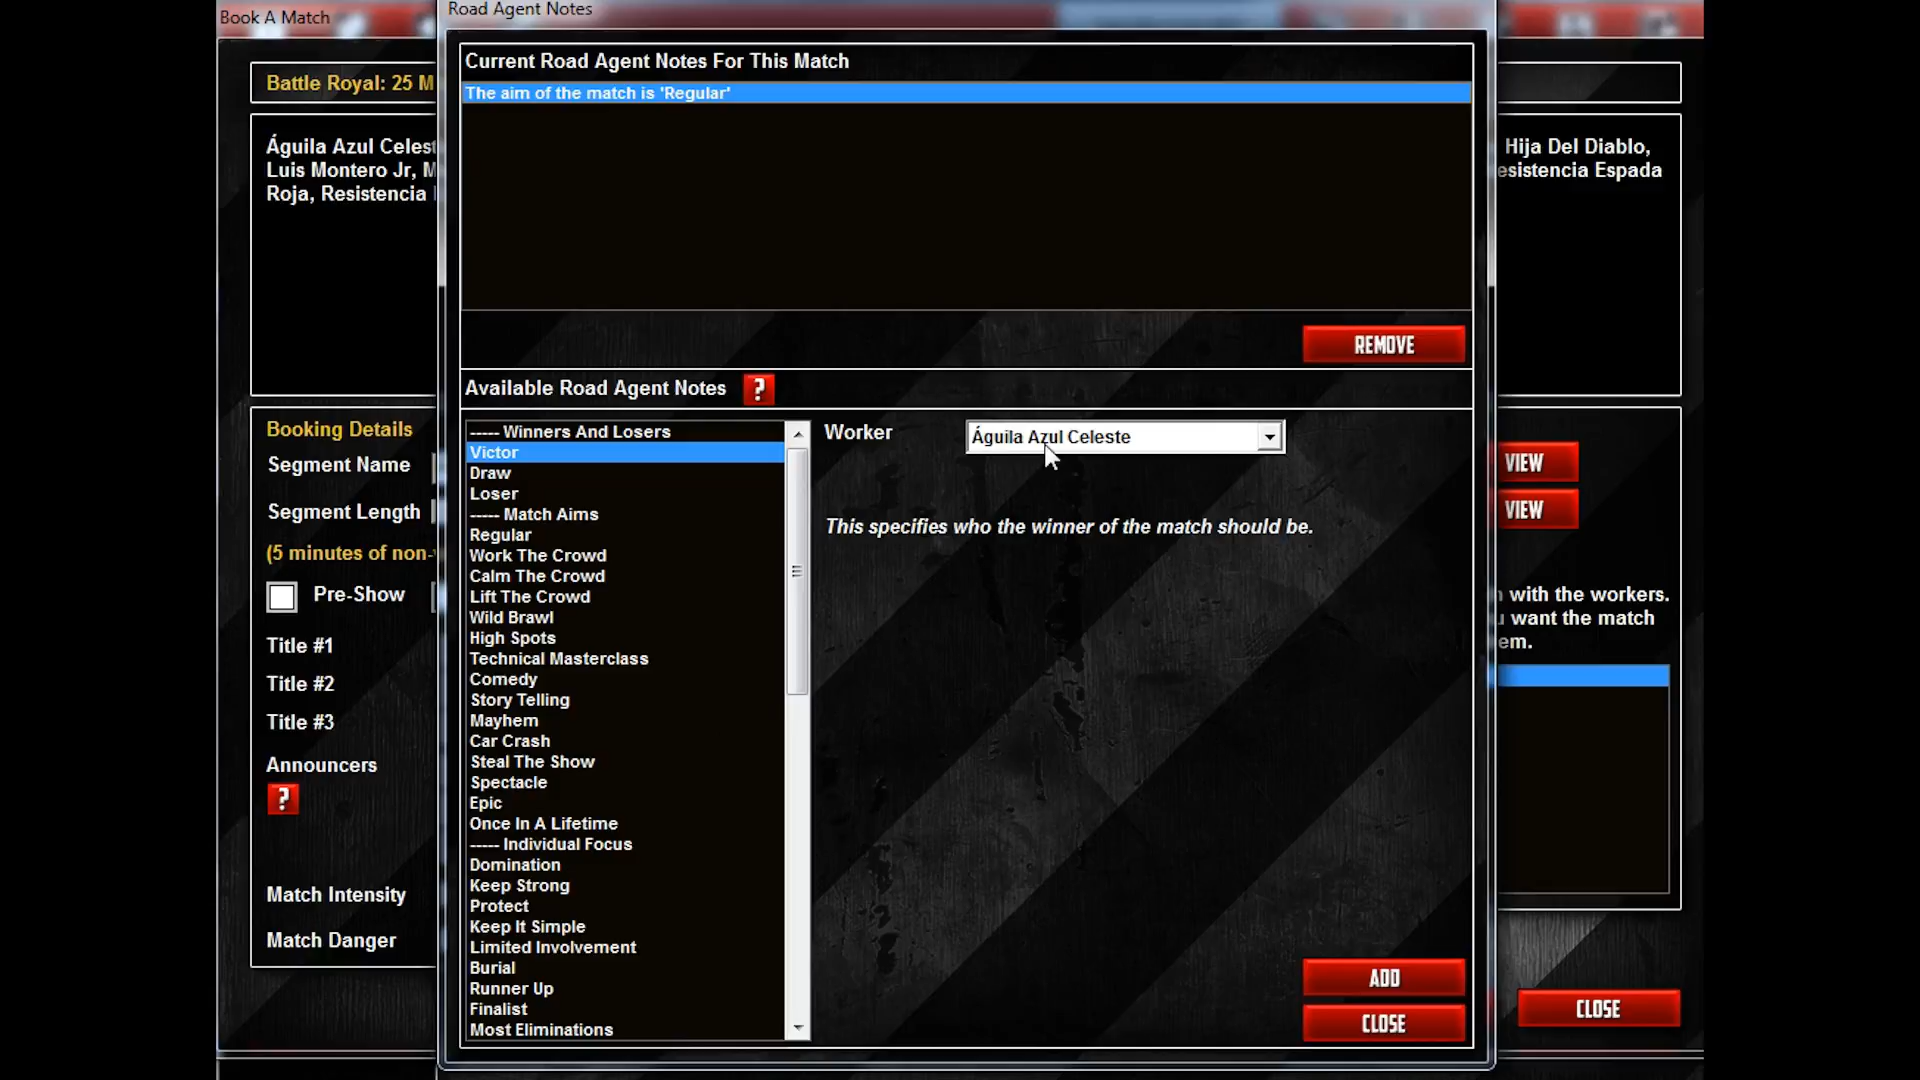 Book A Match
Road Agent Notes
Current Road Agent Notes For This Match
Battle Royal: 25 M
The aim of the match is 'Regular'
Águila Azul Celest
Hija Del Diablo,
Luis Montero Jr, M
esistencia Espada
Roja, Resistencia
REMOVE
Available Road Agent Notes ?
Booking Details
Segment Name
Segment Length
(5 minutes of non-
Pre-Show
Title #1
Title #2
Title #3
Announcers
?
Match Intensity
Match Danger
----- Winners And Losers
Victor
Draw
Loser
----- Match Aims
Regular
Work The Crowd
Calm The Crowd
Lift The Crowd
Wild Brawl
High Spots
Technical Masterclass
Comedy
Story Telling
Mayhem
Car Crash
Steal The Show
Spectacle
Epic
Once In A Lifetime
----- Individual Focus
Domination
Keep Strong
Protect
Keep It Simple
Limited Involvement
Burial
Runner Up
Finalist
Most Eliminations
Worker Águila Azul Celeste
This specifies who the winner of the match should be.
ADD
CLOSE
VIEW
VIEW
with the workers.
want the match
em.
CLOSE